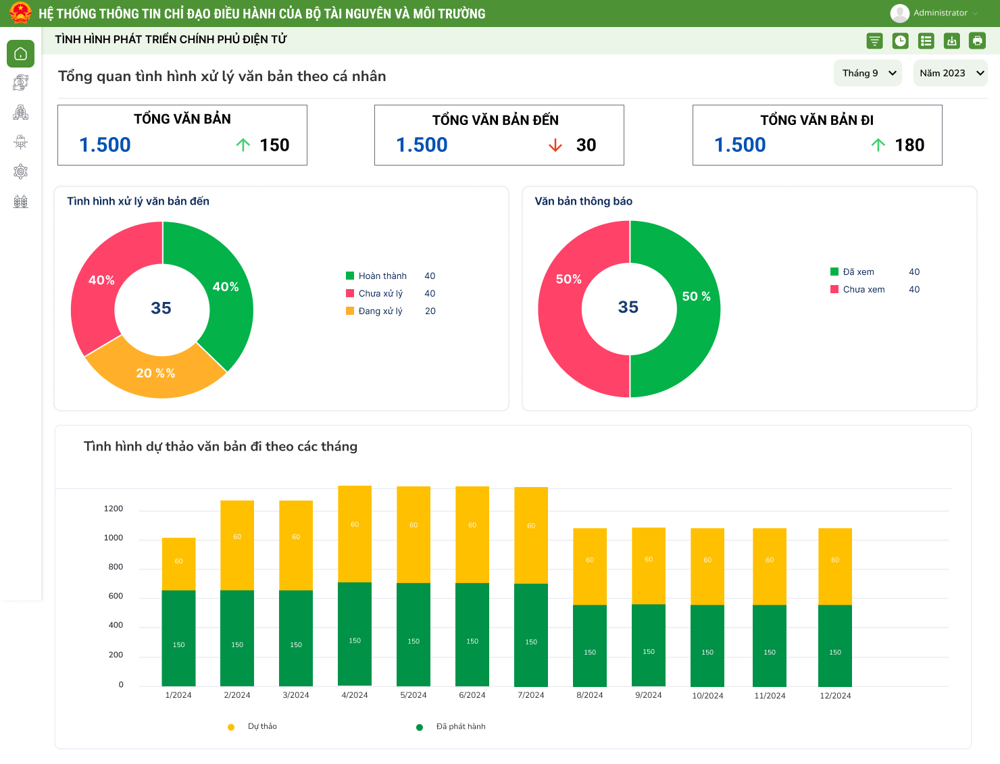 HỆ THỐNG THÔNG TIN CHỈ ĐẠO ĐIỀU HÀNH CỦA BỘ TÀI NGUYÊN VÀ MÔI TRƯỜNG
Administrator
TÌNH HÌNH PHÁT TRIỂN CHÍNH PHỦ ĐIỆN TỬ
Tổng quan tình hình xử lý văn bản theo cá nhân
Tháng 9
Năm 2023
TỔNG VĂN BẢN
1.500
150
TỔNG VĂN BẢN ĐẾN
1.500
30
TỔNG VĂN BẢN ĐI
1.500
180
Tình hình xử lý văn bản đến
40%
40%
35
20 %%
Hoàn thành 40
Chưa xử lý 40
Đang xử lý 20
Văn bản thông báo
50%
50 %
35
Đã xem 40
Chưa xem 40
Tình hình dự thảo văn bản đi theo các tháng
1200
1000
800
600
400
200
0
60 60 60 60 60 60 60 60 60 60 60 60
150 150 150 150 150 150 150 150 150 150 150 150
1/2024 2/2024 3/2024 4/2024 5/2024 6/2024 7/2024 8/2024 9/2024 10/2024 11/2024 12/2024
Dự thảo
Đã phát hành